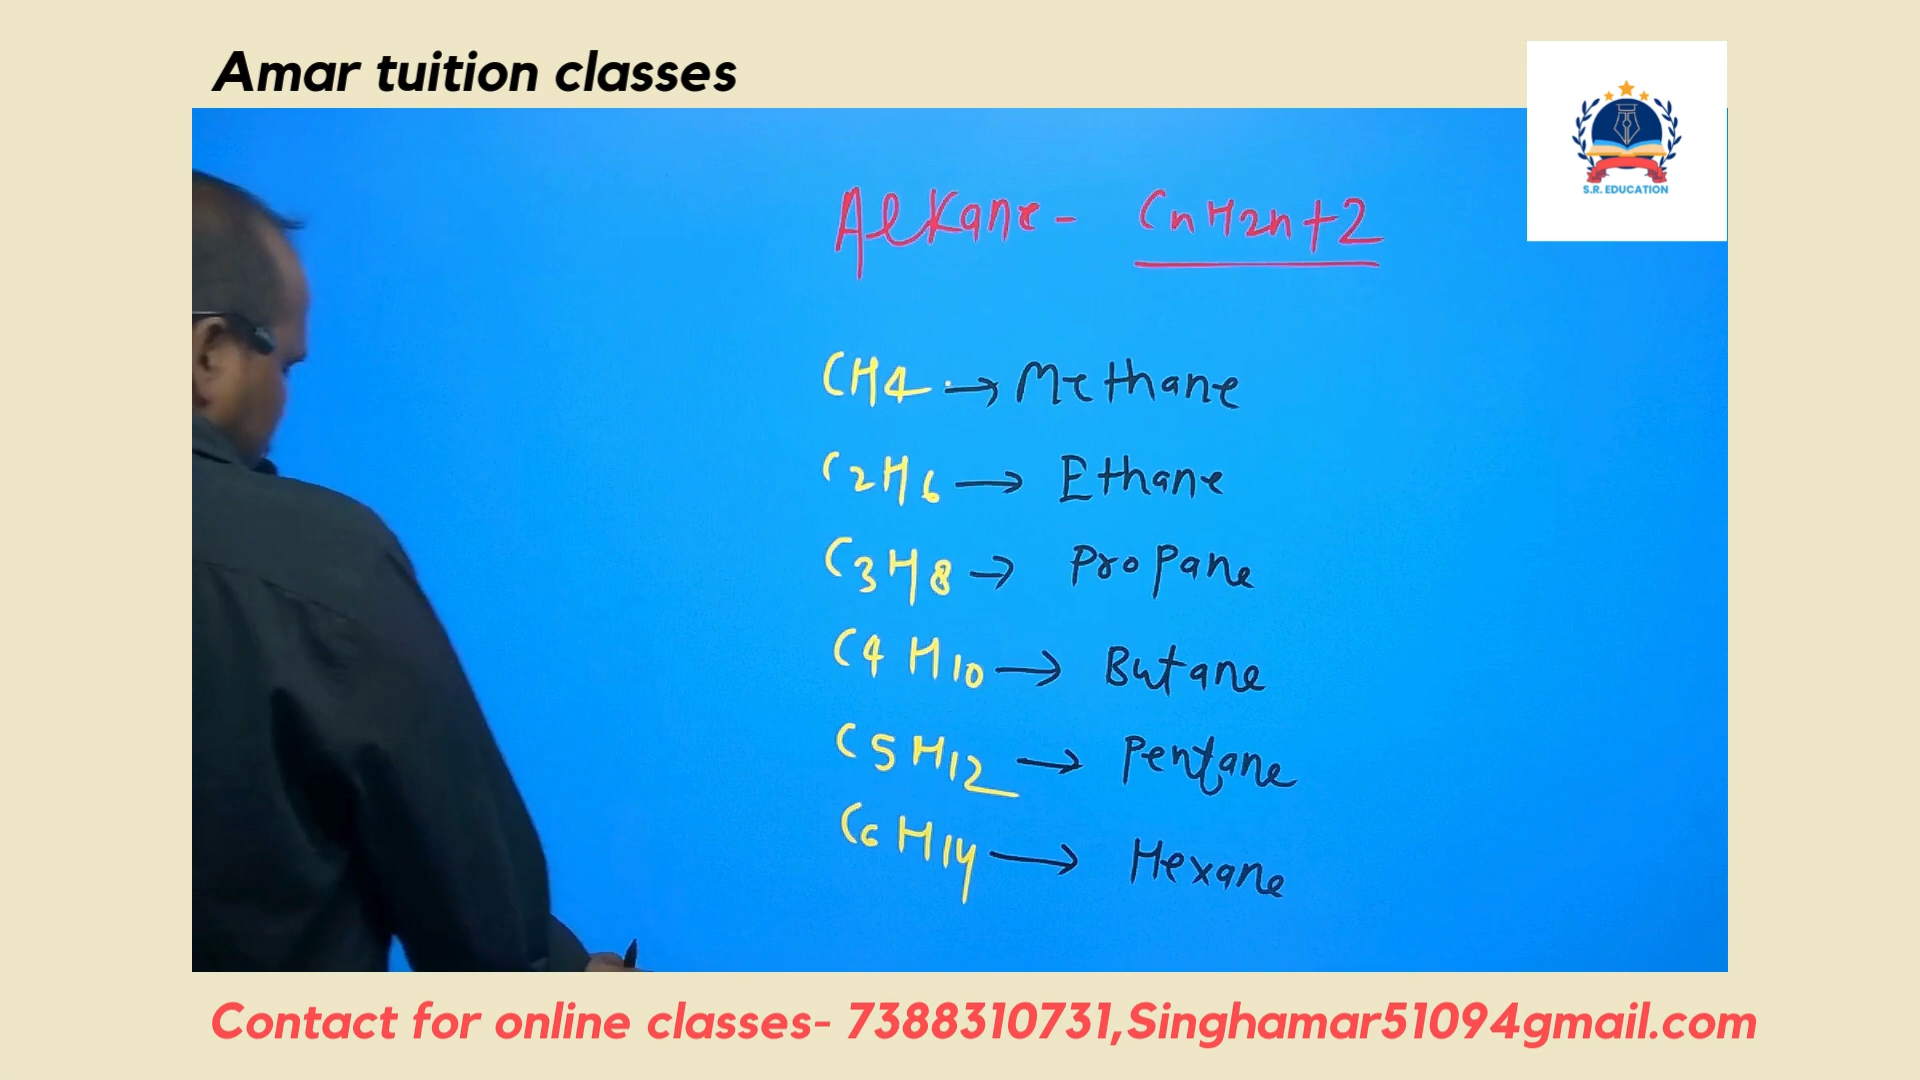 Amar tuition classes
S.R. EDUCATION
Alkane - CnH2n+2
CH4 → Methane
C2H6 → Ethane
C3H8 → Propane
C4H10 → Butane
C5H12 → Pentane
C6H14 → Hexane
Contact for online classes- 7388310731,Singhamar51094gmail.com